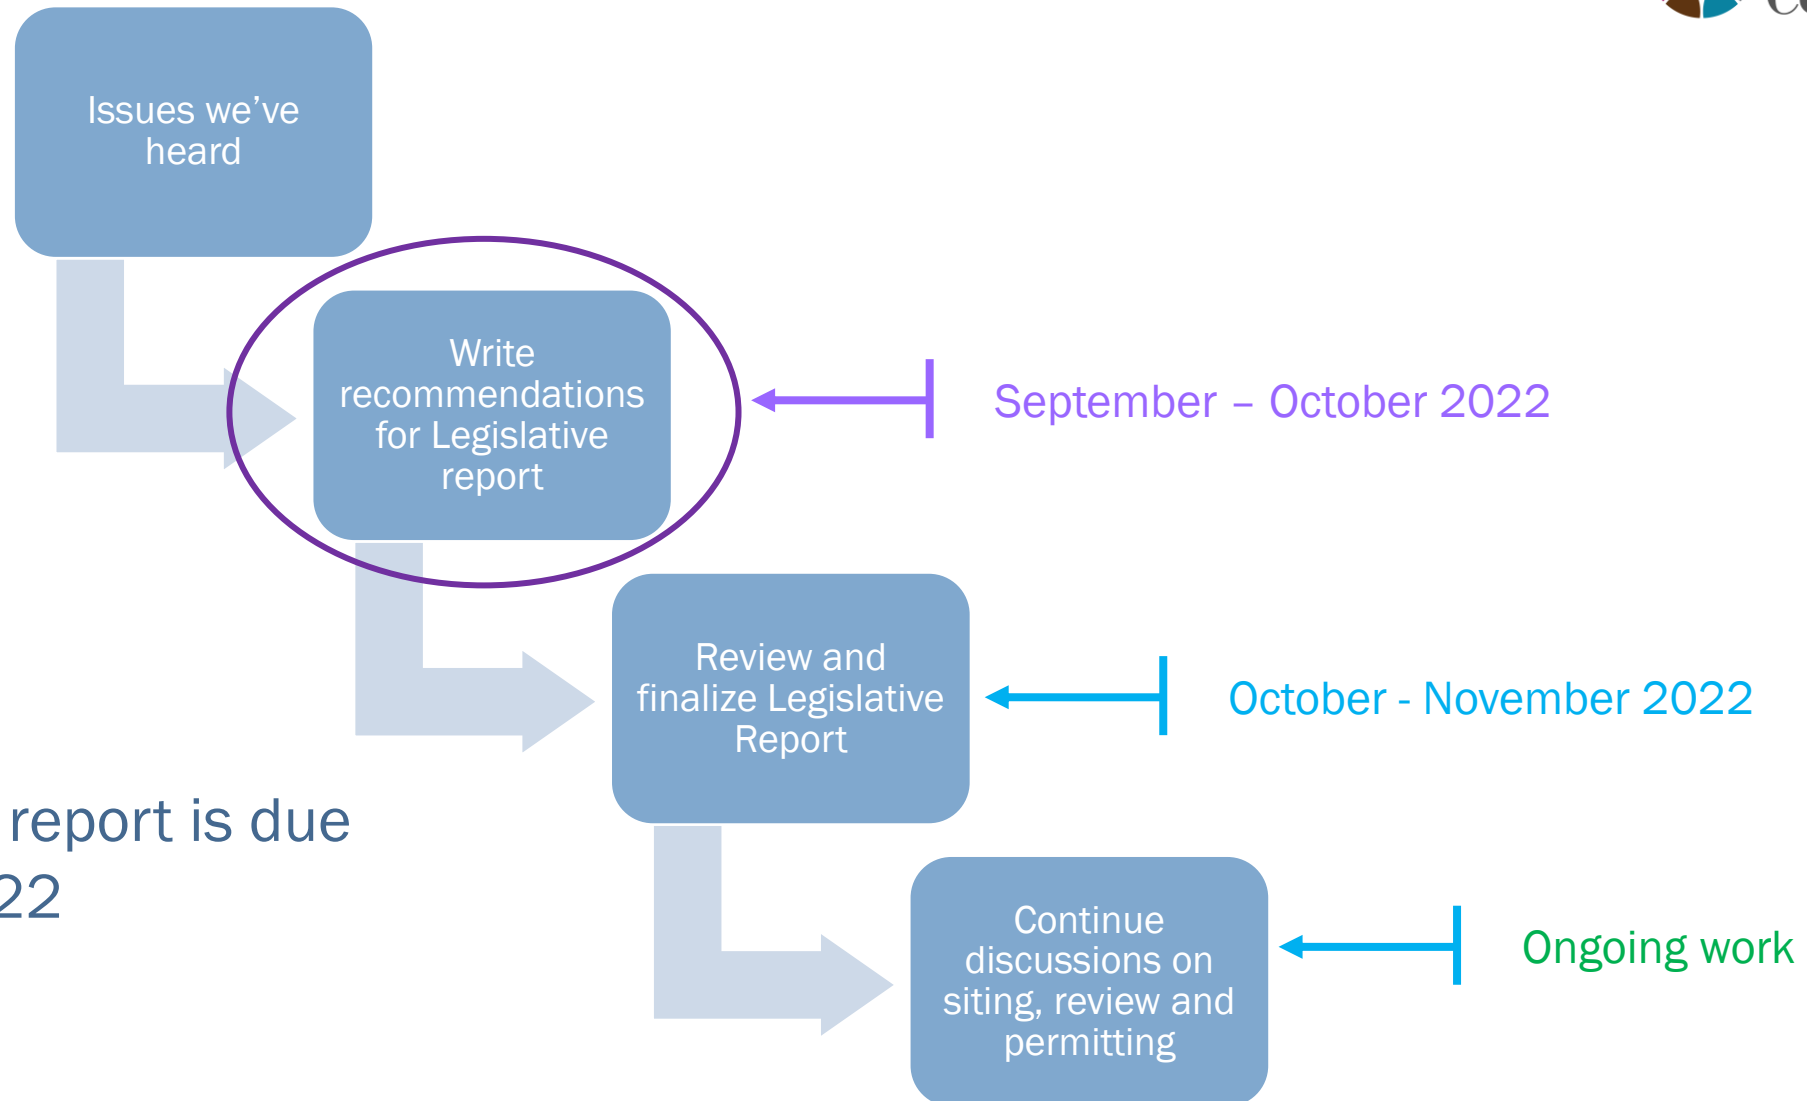 Issues we’ve
heard
Write
recommendations
for Legislative
report
September – October 2022
Review and
finalize Legislative
Report
October - November 2022
report is due
22
Continue
discussions on
siting, review and
permitting
Ongoing work